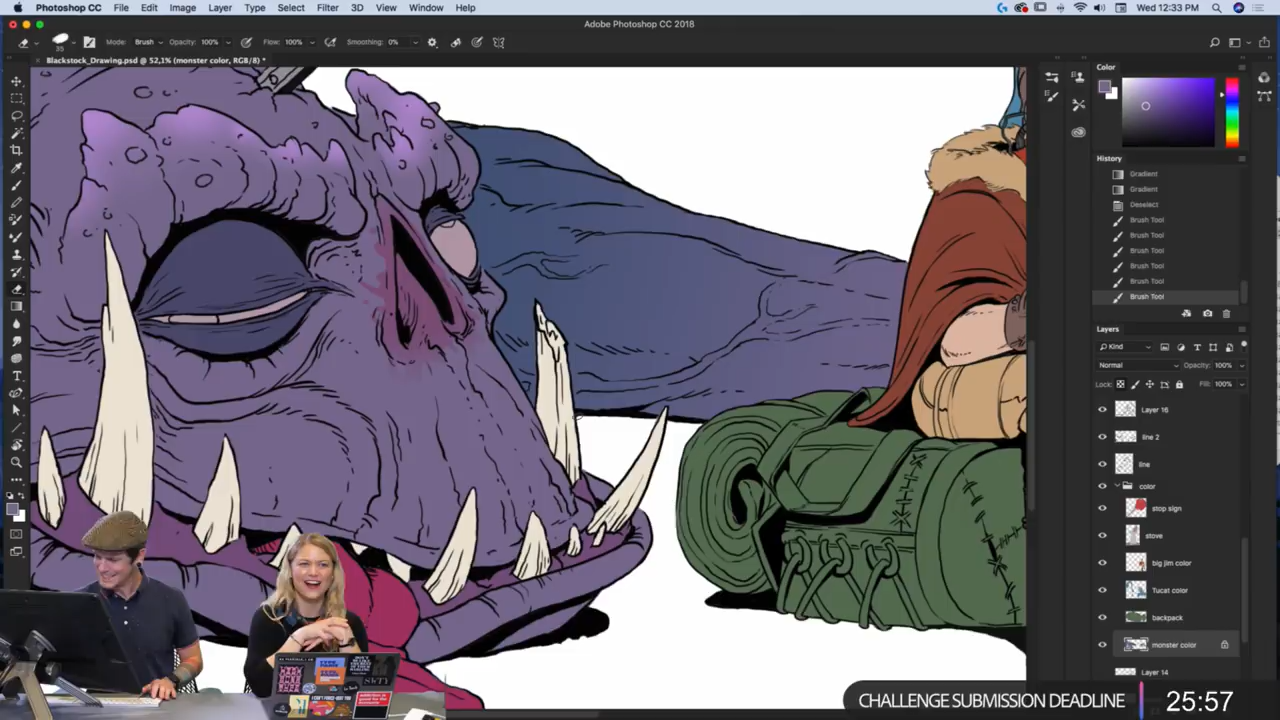 Photoshop CC File Edit Image Layer Type Select Filter 3D View Window Help
Wed 12:33 PM
Adobe Photoshop CC 2018
35 Mode: Brush Opacity: 100% Flow: 100% Smoothing: 0%
Blackstock_Drawing.psd @ 52,1% (monster color, RGB/8) *
Color
History
Gradient
Gradient
Deselect
Brush Tool
Brush Tool
Brush Tool
Brush Tool
Brush Tool
Brush Tool
Layers
Kind
Normal Opacity: 100%
Lock: Fill: 100%
Layer 16
line 2
line
color
stop sign
stove
big jim color
Tucat color
backpack
monster color
Layer 14
CHALLENGE SUBMISSION DEADLINE 25:57